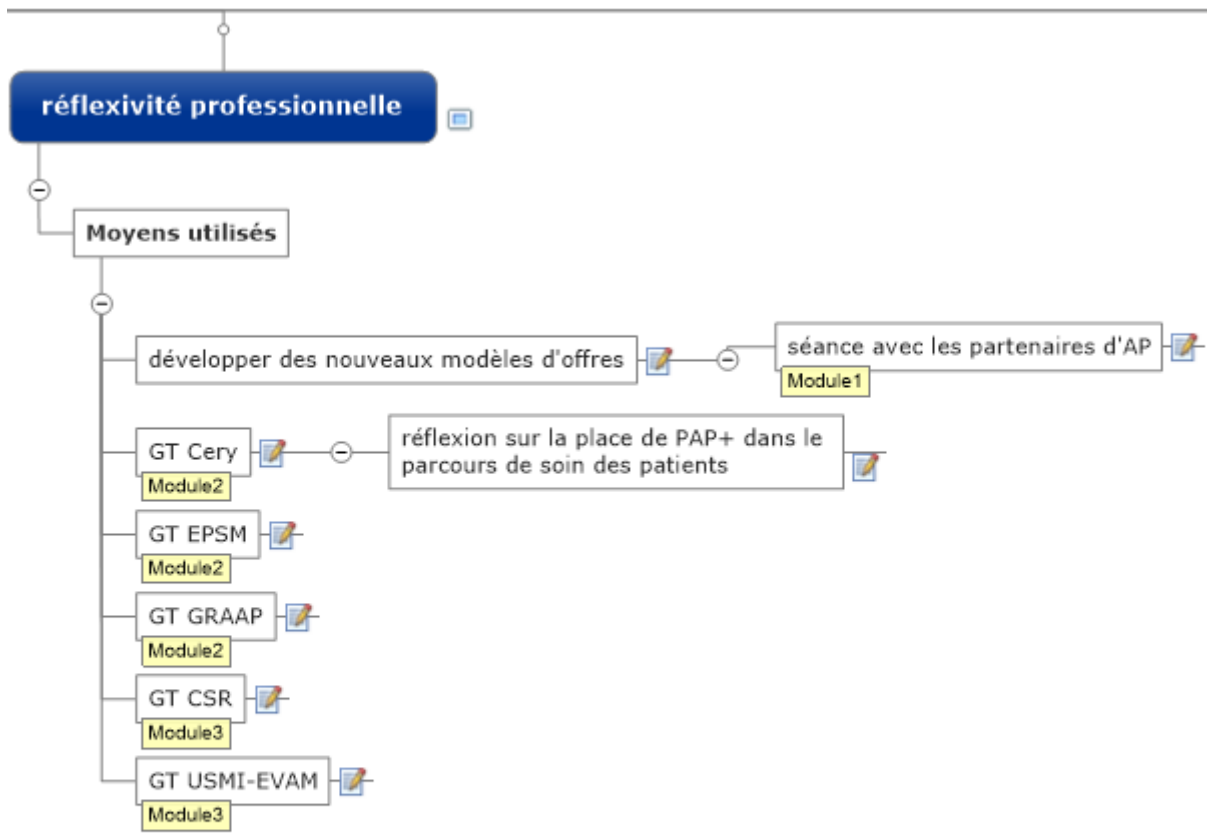 réflexivité professionnelle
Moyens utilisés
développer des nouveaux modèles d'offres
séance avec les partenaires d'AP
Module1
GT Cery
Module2
réflexion sur la place de PAP+ dans le
parcours de soin des patients
GT EPSM
Module2
GT GRAAP
Module2
GT CSR
Module3
GT USMI-EVAM
Module3